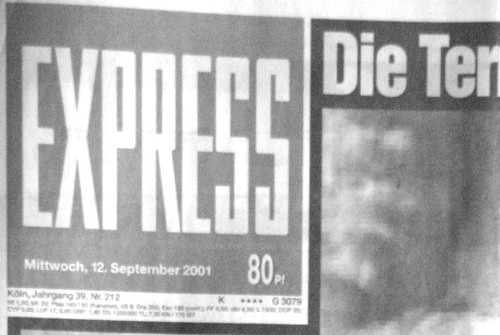 EXPRESS
Die Ter
Mittwoch, 12. September 2001
80 Pf
Köln, Jahrgang 39, Nr. 212
K **** G 3079